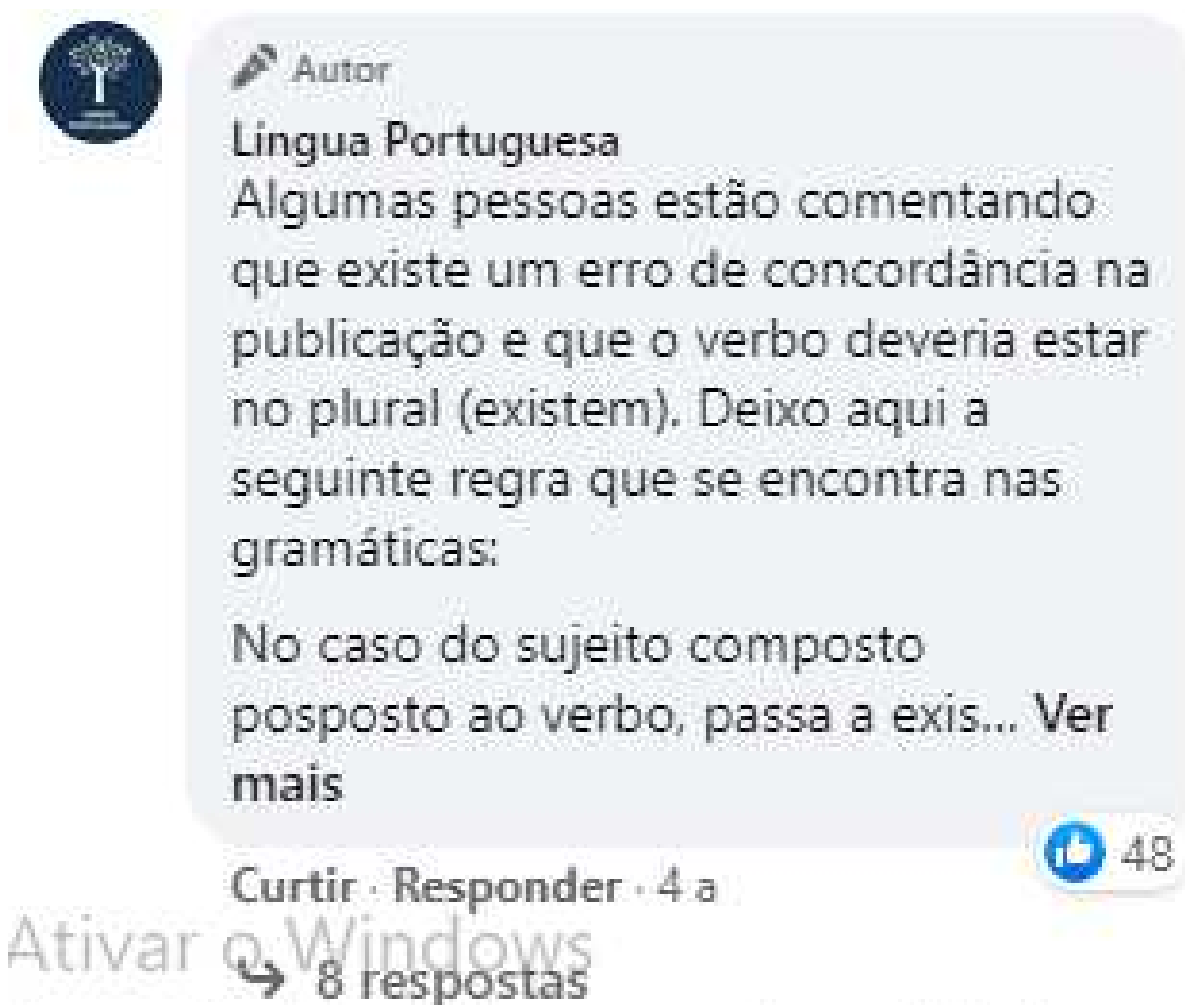 Autor
Língua Portuguesa
Algumas pessoas estão comentando
que existe um erro de concordância na
publicação e que o verbo deveria estar
no plural (existem). Deixo aqui a
seguinte regra que se encontra nas
gramáticas:
No caso do sujeito composto
posposto ao verbo, passa a exis... Ver
mais
48
Curtir · Responder · 4 a
Ativar o Windows
8 respostas